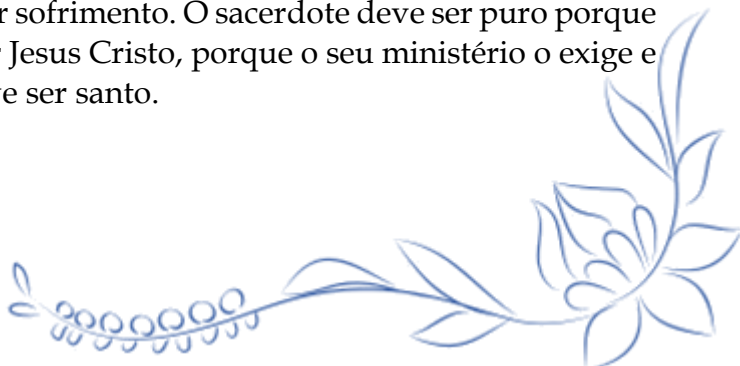 r sofrimento. O sacerdote deve ser puro porque
r Jesus Cristo, porque o seu ministério o exige e
e ser santo.